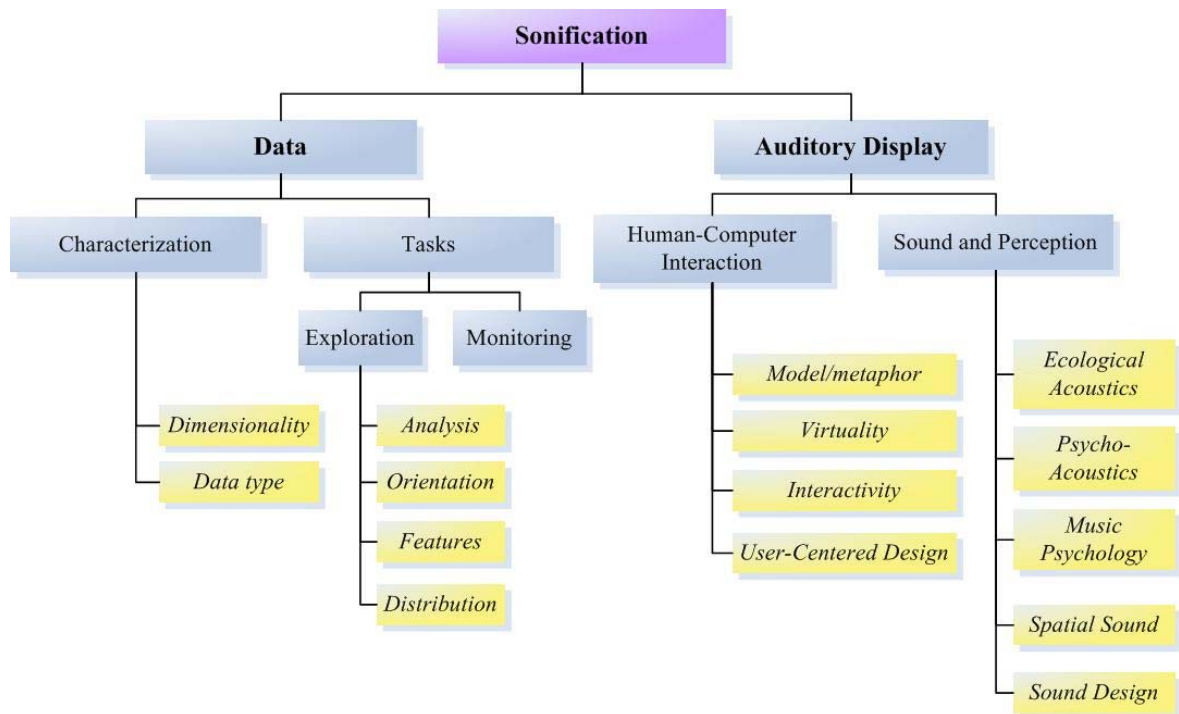 Sonification
Data
Auditory Display
Characterization
Tasks
Human-Computer
Interaction
Sound and Perception
Exploration
Monitoring
Dimensionality
Data type
Analysis
Orientation
Features
Distribution
Model/metaphor
Virtuality
Interactivity
User-Centered Design
Ecological
Acoustics
Psycho-
Acoustics
Music
Psychology
Spatial Sound
Sound Design